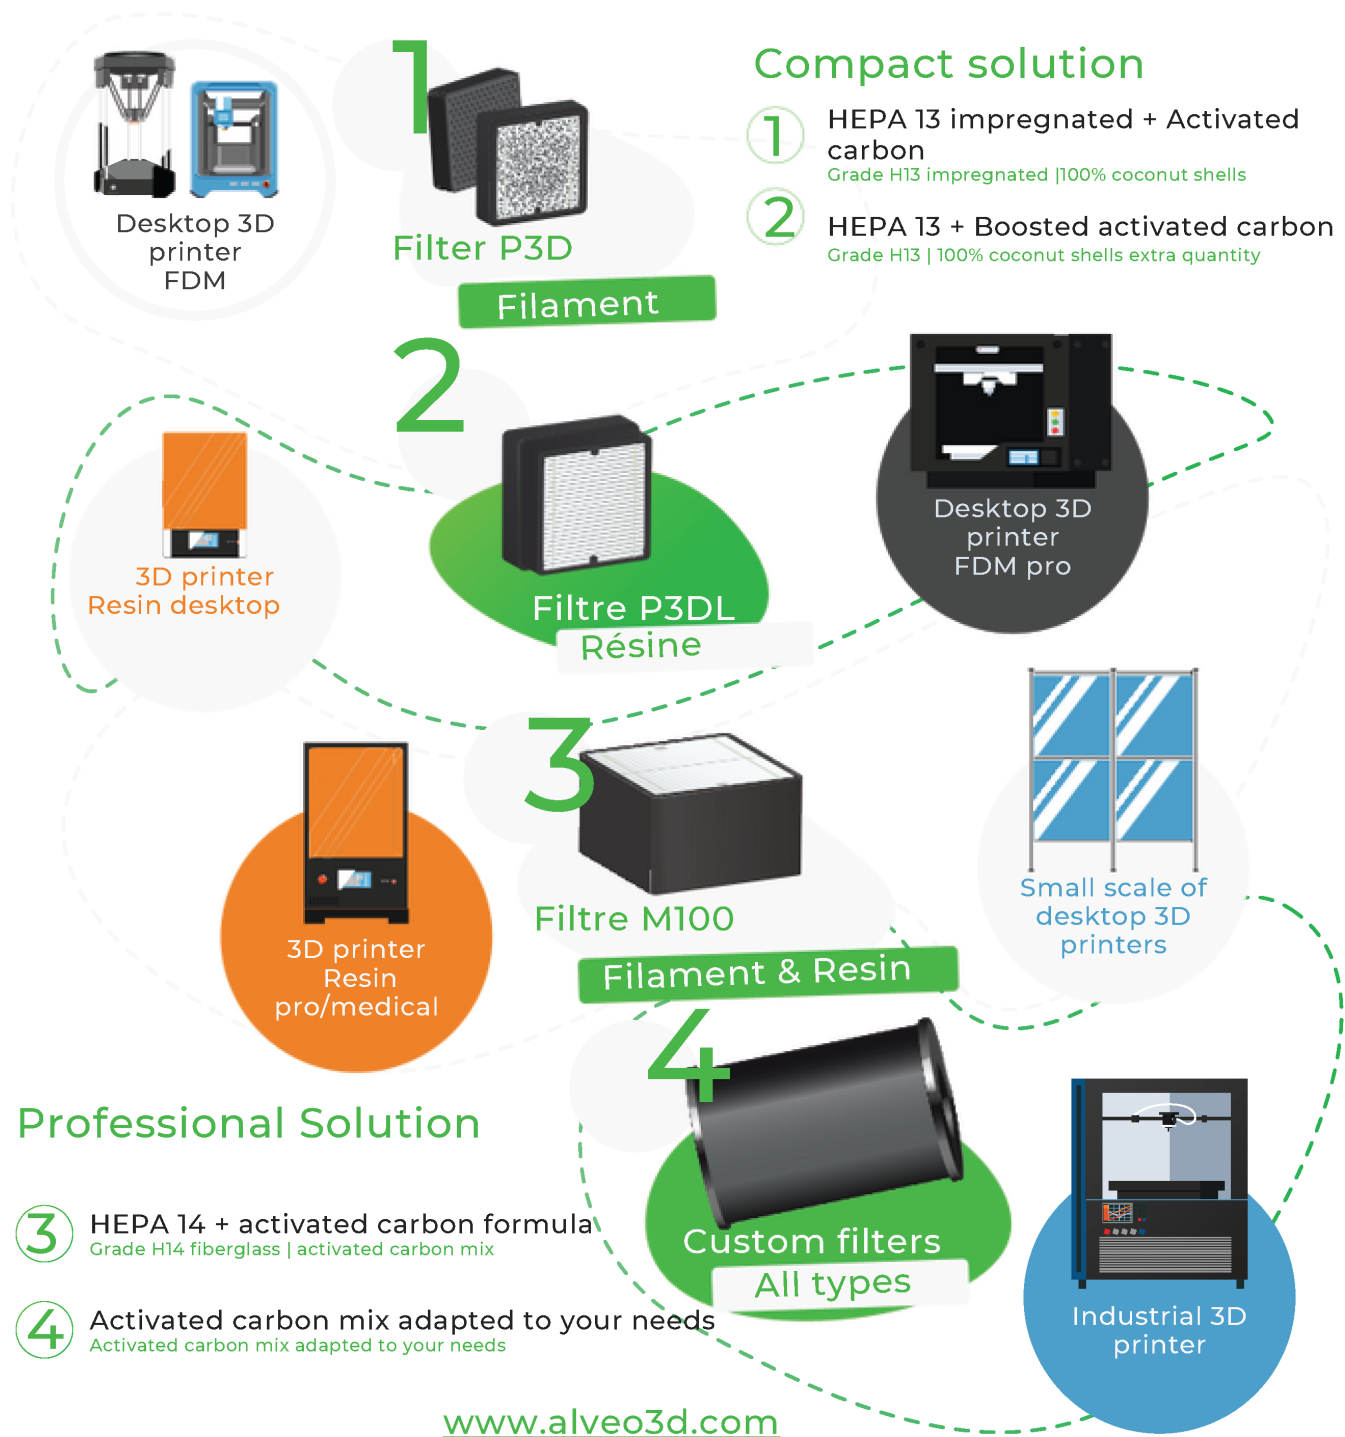 1
Desktop 3D
printer
FDM
Filter P3D
Filament
Compact solution
1
HEPA 13 impregnated + Activated
carbon
Grade H13 impregnated |100% coconut shells
2
HEPA 13 + Boosted activated carbon
Grade H13 | 100% coconut shells extra quantity
2
3D printer
Resin desktop
Filtre P3DL
Résine
Desktop 3D
printer
FDM pro
3
3D printer
Resin
pro/medical
Filtre M100
Filament & Resin
Small scale of
desktop 3D
printers
4
Custom filters
All types
Industrial 3D
printer
Professional Solution
3
HEPA 14 + activated carbon formula
Grade H14 fiberglass | activated carbon mix
4
Activated carbon mix adapted to your needs
Activated carbon mix adapted to your needs
www.alveo3d.com